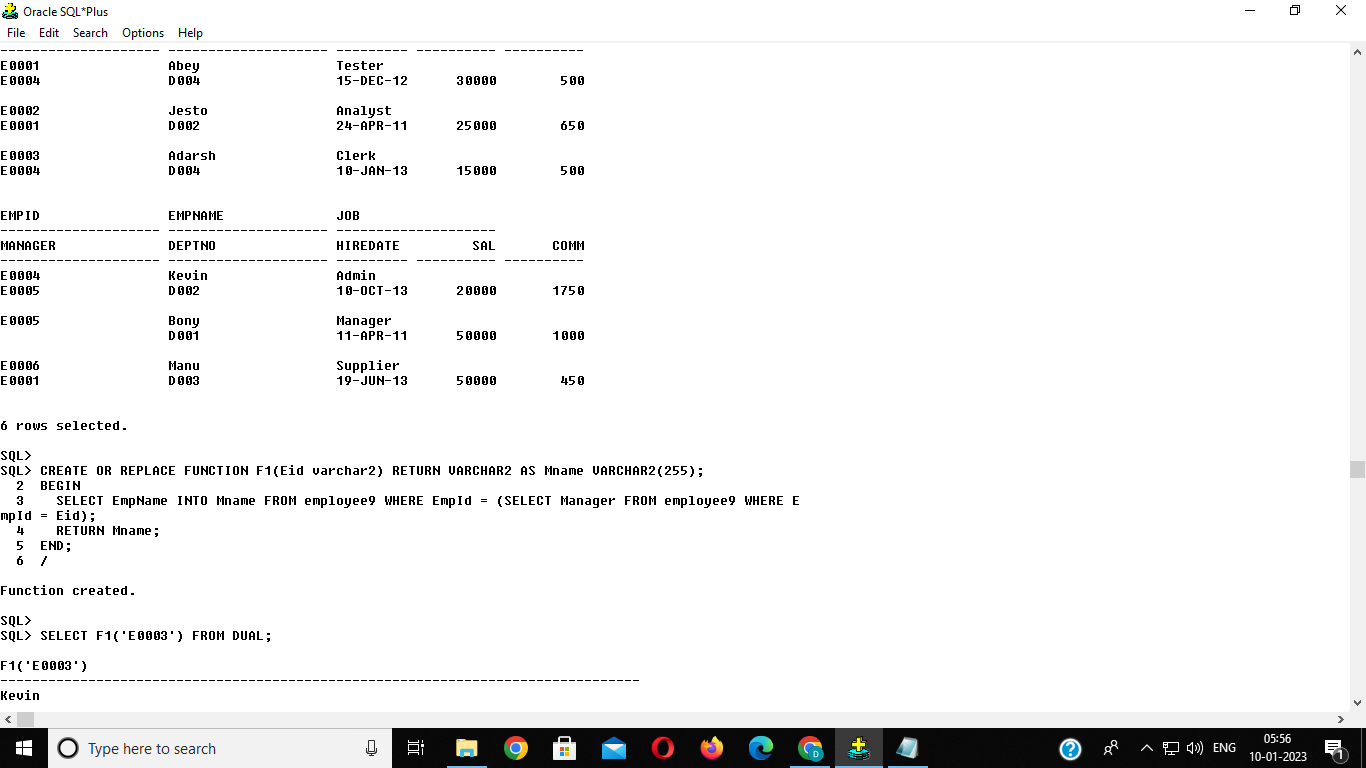 Oracle SQL*Plus
File Edit Search Options Help
-------------------- -------------------- --------- ---------- ----------
E0001                Abey                 Tester
E0004                D004                 15-DEC-12      30000        500
E0002                Jesto                Analyst
E0001                D002                 24-APR-11      25000        650
E0003                Adarsh               Clerk
E0004                D004                 10-JAN-13      15000        500
EMPID                EMPNAME              JOB
-------------------- -------------------- --------------------
MANAGER              DEPTNO               HIREDATE         SAL       COMM
-------------------- -------------------- --------- ---------- ----------
E0004                Kevin                Admin
E0005                D002                 10-OCT-13      20000       1750
E0005                Bony                 Manager
                     D001                 11-APR-11      50000       1000
E0006                Manu                 Supplier
E0001                D003                 19-JUN-13      50000        450
6 rows selected.
SQL>
SQL> CREATE OR REPLACE FUNCTION F1(Eid varchar2) RETURN VARCHAR2 AS Mname VARCHAR2(255);
  2  BEGIN
  3    SELECT EmpName INTO Mname FROM employee9 WHERE EmpId = (SELECT Manager FROM employee9 WHERE E
mpId = Eid);
  4    RETURN Mname;
  5  END;
  6  /
Function created.
SQL>
SQL> SELECT F1('E0003') FROM DUAL;
F1('E0003')
--------------------------------------------------------------------------------
Kevin
Type here to search
D
ENG
05:56
10-01-2023
1